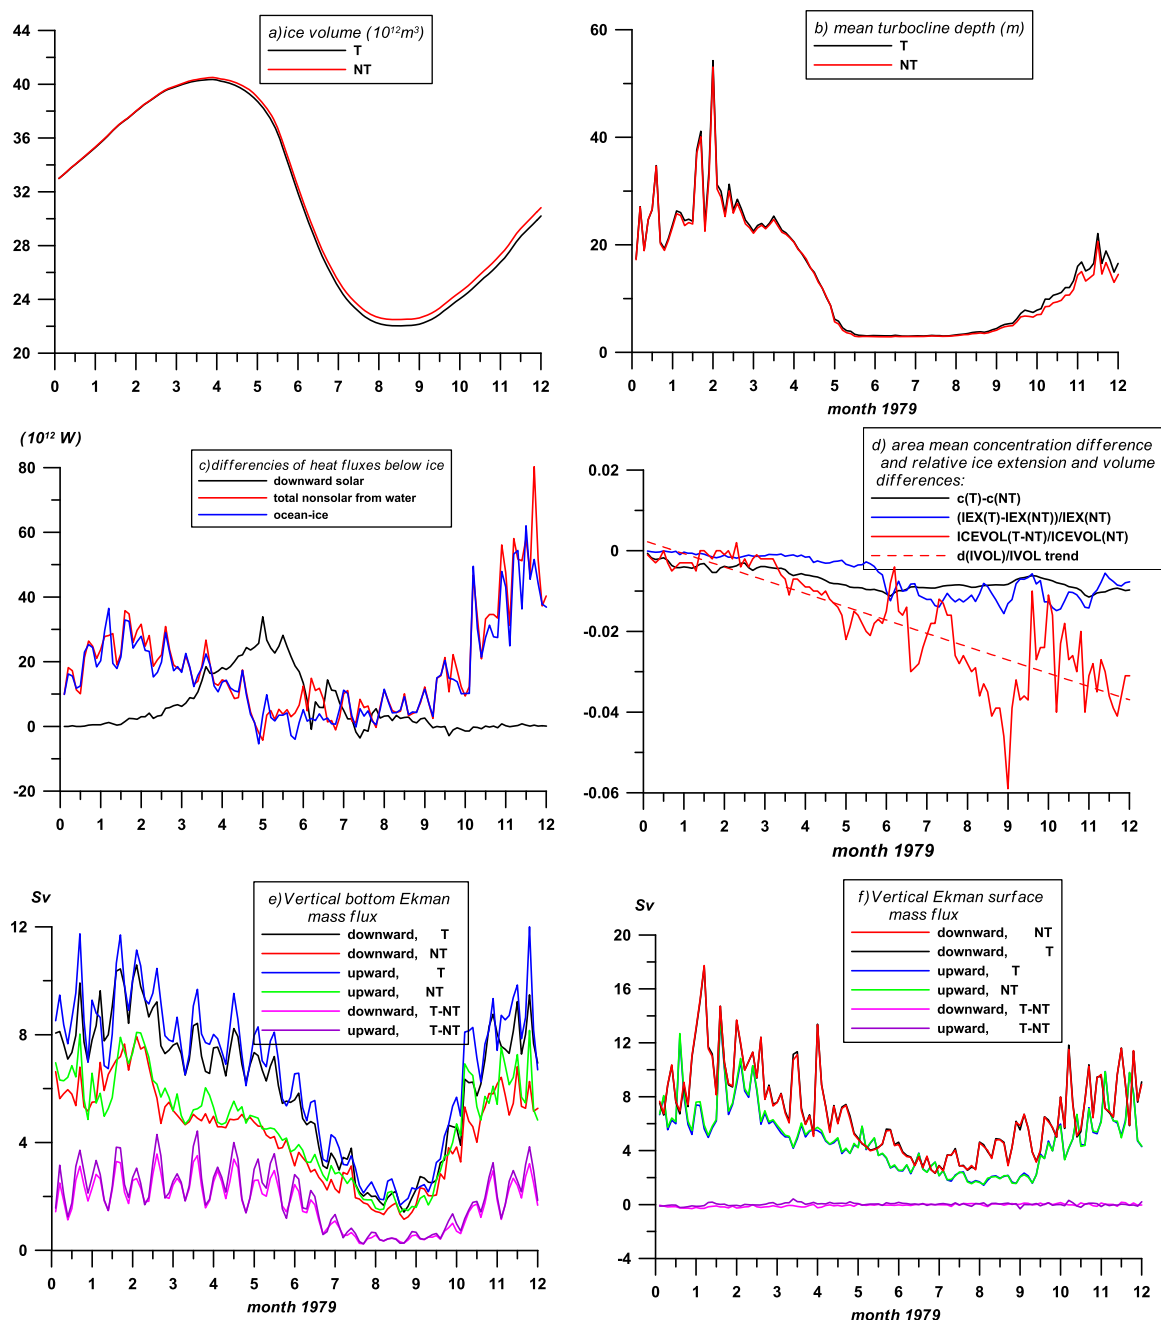 a)ice volume (10¹²m³)
T
NT
44
40
36
32
28
24
20
0 1 2 3 4 5 6 7 8 9 10 11 12
b) mean turbocline depth (m)
T
NT
60
40
20
0
0 1 2 3 4 5 6 7 8 9 10 11 12
month 1979
(10¹² W)
c)differencies of heat fluxes below ice
downward solar
total nonsolar from water
ocean-ice
80
60
40
20
0
-20
0 1 2 3 4 5 6 7 8 9 10 11 12
d) area mean concentration difference
and relative ice extension and volume
differences:
c(T)-c(NT)
(IEX(T)-IEX(NT))/IEX(NT)
ICEVOL(T-NT)/ICEVOL(NT)
d(IVOL)/IVOL trend
0.02
0
-0.02
-0.04
-0.06
0 1 2 3 4 5 6 7 8 9 10 11 12
month 1979
Sv
e)Vertical bottom Ekman
mass flux
downward, T
downward, NT
upward, T
upward, NT
downward, T-NT
upward, T-NT
12
8
4
0
0 1 2 3 4 5 6 7 8 9 10 11 12
month 1979
Sv
f)Vertical Ekman surface
mass flux
downward, NT
downward, T
upward, T
upward, NT
downward, T-NT
upward, T-NT
20
16
12
8
4
0
-4
0 1 2 3 4 5 6 7 8 9 10 11 12
month 1979